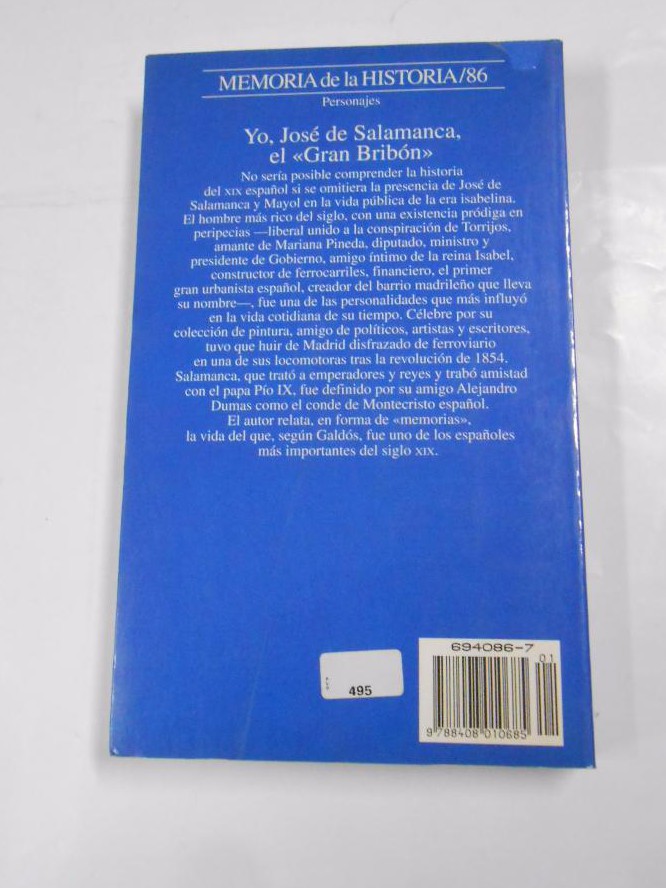 MEMORIA de la HISTORIA/86
Personajes
Yo, José de Salamanca,
el «Gran Bribón»
No sería posible comprender la historia
del XIX español si se omitiera la presencia de José de
Salamanca y Mayol en la vida pública de la era isabelina.
El hombre más rico del siglo, con una existencia pródiga en
peripecias —liberal unido a la conspiración de Torrijos,
amante de Mariana Pineda, diputado, ministro y
presidente de Gobierno, amigo íntimo de la reina Isabel,
constructor de ferrocarriles, financiero, el primer
gran urbanista español, creador del barrio madrileño que lleva
su nombre—, fue una de las personalidades que más influyó
en la vida cotidiana de su tiempo. Célebre por su
colección de pintura, amigo de políticos, artistas y escritores,
tuvo que huir de Madrid disfrazado de ferroviario
en una de sus locomotoras tras la revolución de 1854.
Salamanca, que trató a emperadores y reyes y trabó amistad
con el papa Pío IX, fue definido por su amigo Alejandro
Dumas como el conde de Montecristo español.
El autor relata, en forma de «memorias»,
la vida del que, según Galdós, fue uno de los españoles
más importantes del siglo XIX.
694086-7
01
495
9 788408 010685